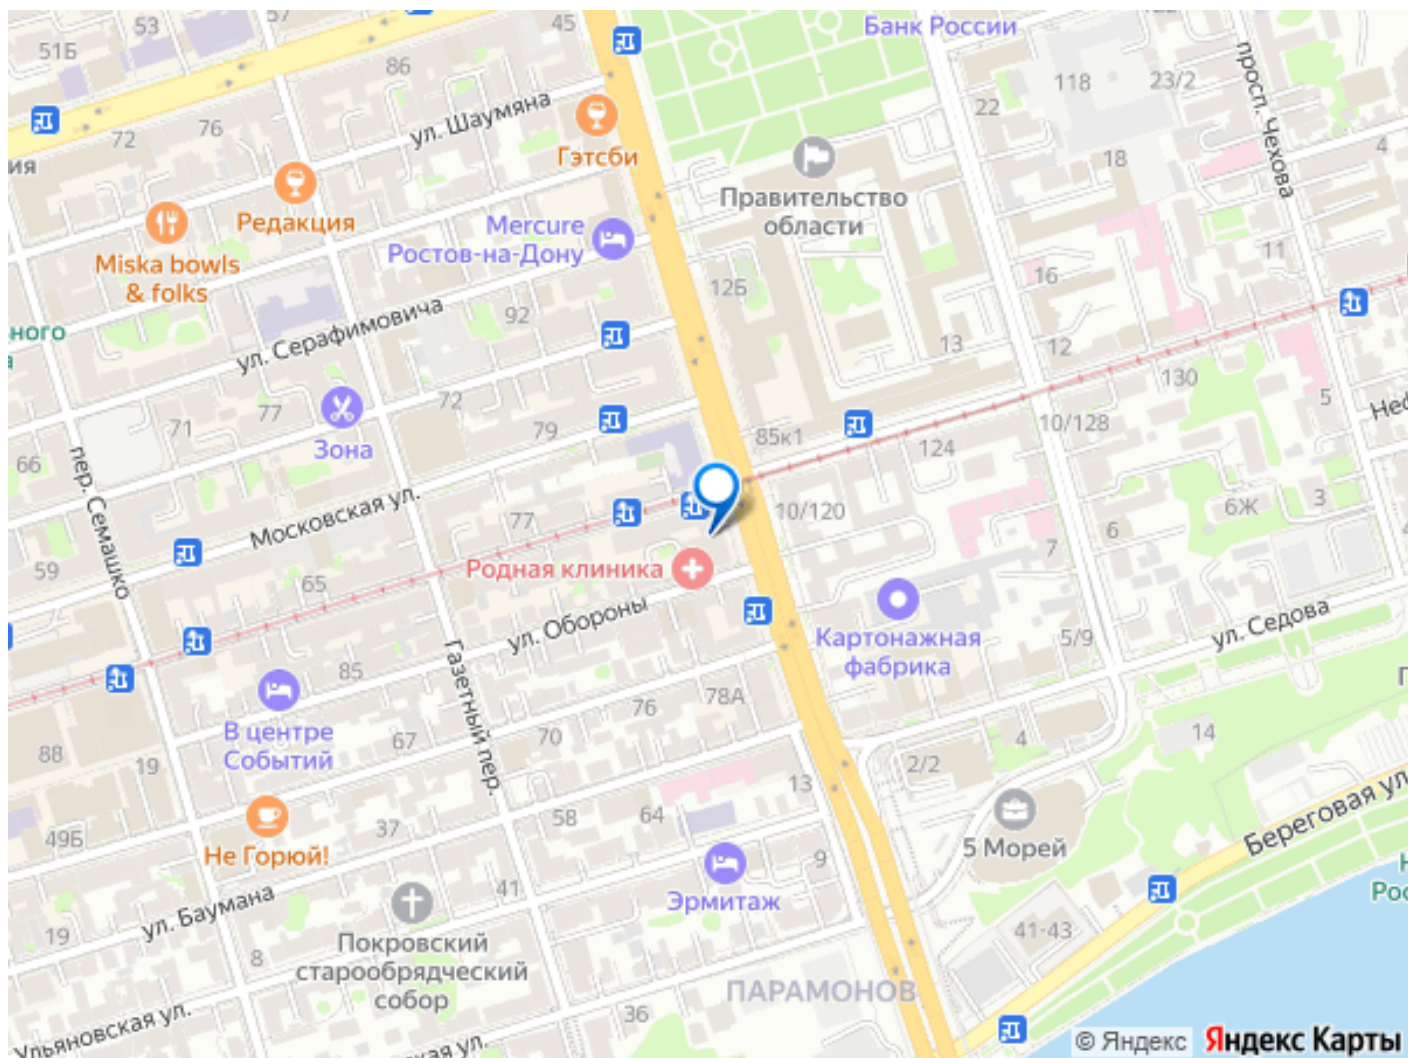 53
57
51Б
45
Банк России
86
118
23/2
просп. Чехова
22
72
76
ул. Шаумяна
Гэтсби
18
4
ия
Редакция
Правительство
области
Mercure
Ростов-на-Дону
Miska bowls
& folks
11
16
12Б
92
ного
а
ул. Серафимовича
13
12
130
71
77
72
5
Неф
Зона
79
85к1
124
10/128
66
пер. Семашко
Московская ул.
77
10/120
6Ж
3
6
7
59
65
Родная клиника
ул. Обороны
Картонажная
фабрика
5/9
ул. Седова
Газетный пер.
85
78А
76
П
В центре
Событий
67
70
88
19
4
14
2/2
13
58
64
37
49Б
Не Горюй!
5 Морей
Береговая ул.
9
Эрмитаж
41
ул. Баумана
19
Покровский
старообрядческий
собор
8
41-43
Н
Рос
ПАРАМОНОВ
36
Ульяновская ул.
кая ул.
© Яндекс Яндекс Карты